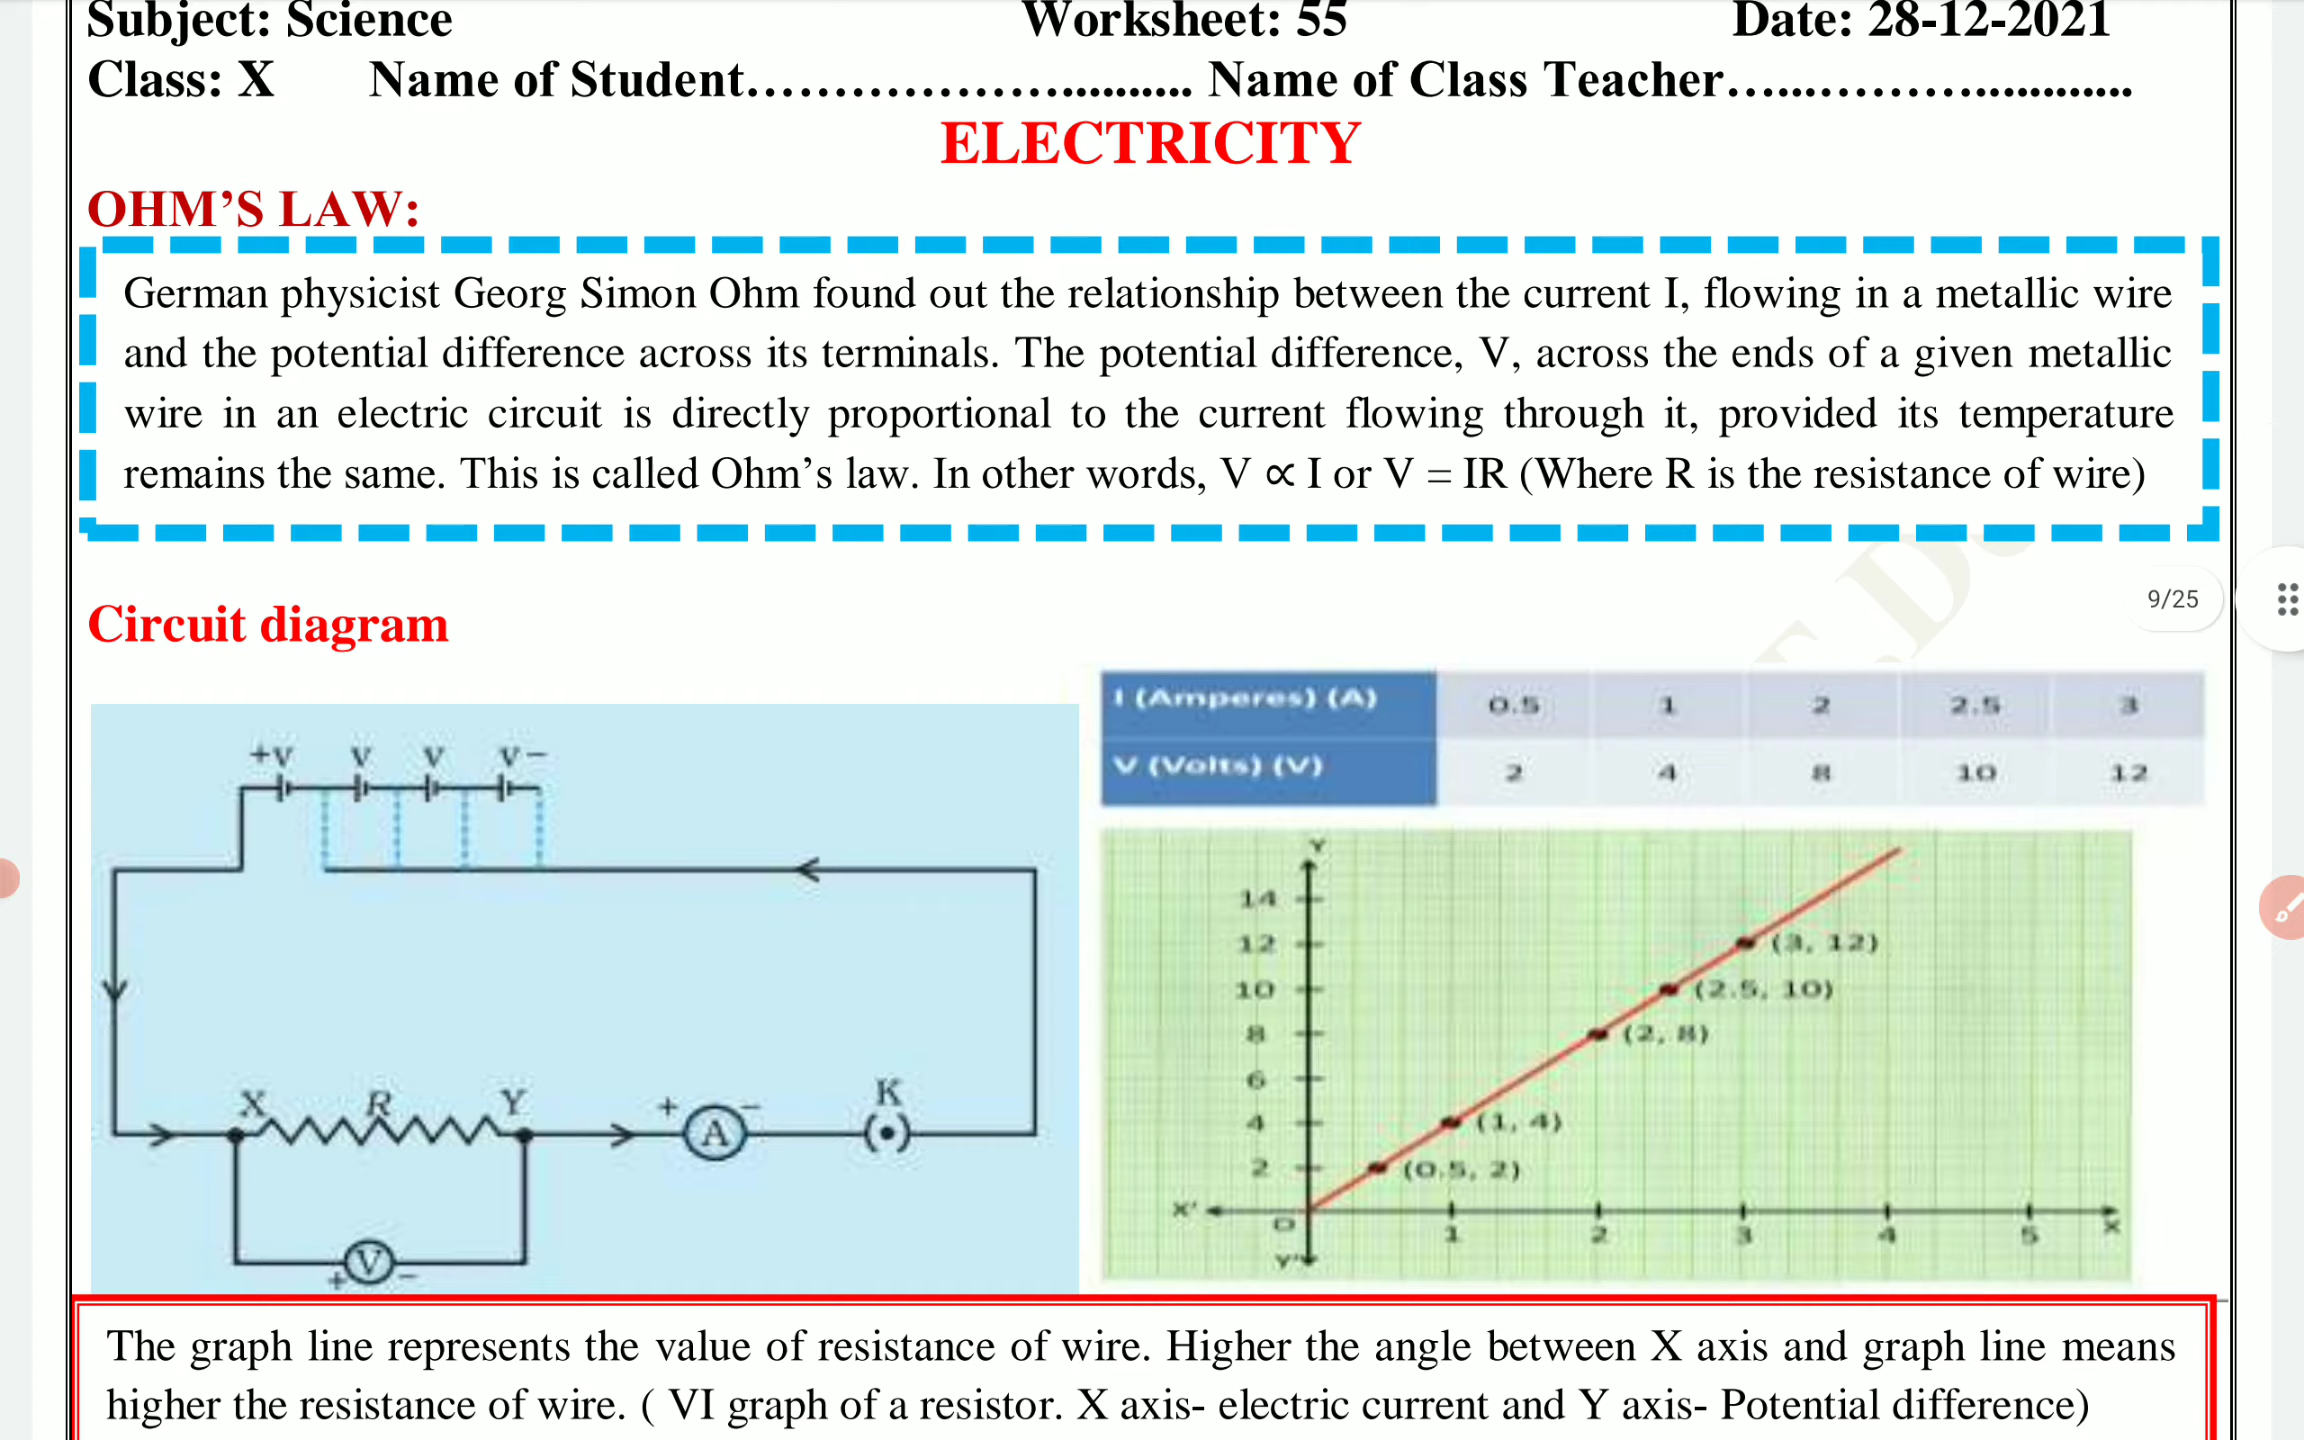 Subject: Science Worksheet: 55 Date: 28-12-2021
Class: X Name of Student............................. Name of Class Teacher.............................
ELECTRICITY
OHM’S LAW:
German physicist Georg Simon Ohm found out the relationship between the current I, flowing in a metallic wire
and the potential difference across its terminals. The potential difference, V, across the ends of a given metallic
wire in an electric circuit is directly proportional to the current flowing through it, provided its temperature
remains the same. This is called Ohm’s law. In other words, V ∝ I or V = IR (Where R is the resistance of wire)
9/25
Circuit diagram
+V V V V−
X R Y
+ A −
K
+ V −
I (Amperes) (A) 0.5 1 2 2.5 3
V (Volts) (V) 2 4 8 10 12
Y
14
12 (3, 12)
10 (2.5, 10)
8 (2, 8)
6
4 (1, 4)
2 (0.5, 2)
X' X
O 1 2 3 4 5
Y'
The graph line represents the value of resistance of wire. Higher the angle between X axis and graph line means
higher the resistance of wire. ( VI graph of a resistor. X axis- electric current and Y axis- Potential difference)